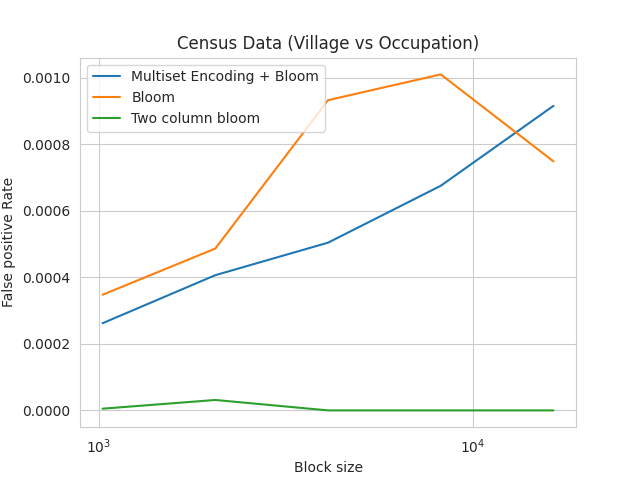 Census Data (Village vs Occupation)
Multiset Encoding + Bloom
Bloom
Two column bloom
False positive Rate
0.0010
0.0008
0.0006
0.0004
0.0002
0.0000
10³
10⁴
Block size